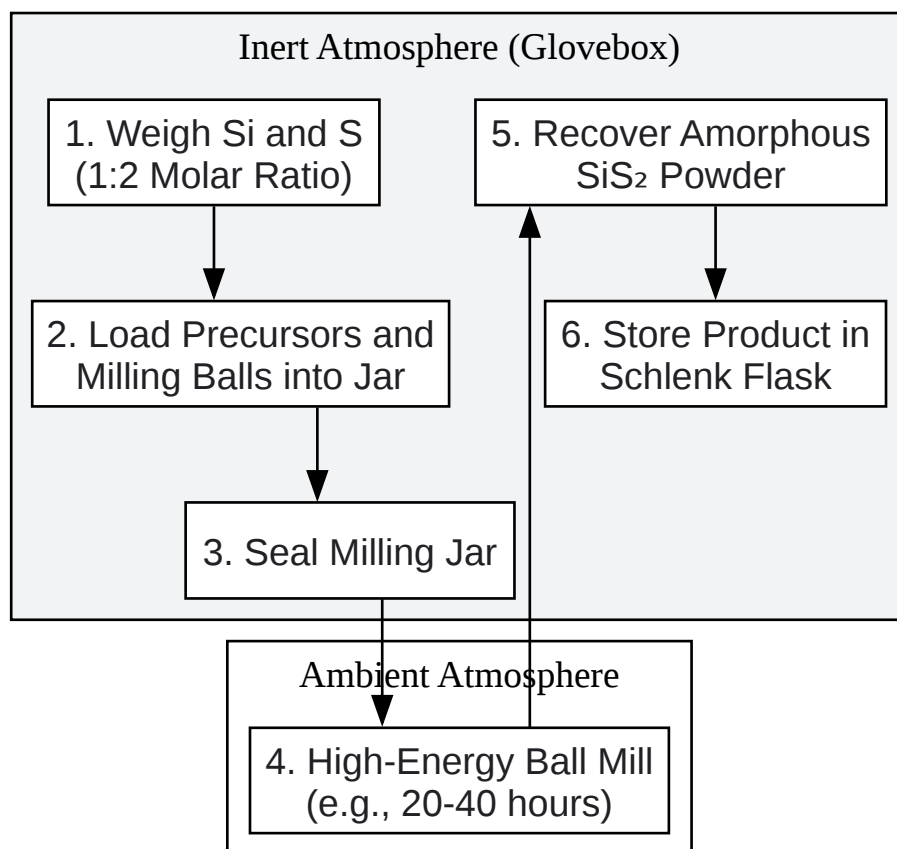 Inert Atmosphere (Glovebox)
1. Weigh Si and S
(1:2 Molar Ratio)
2. Load Precursors and
Milling Balls into Jar
3. Seal Milling Jar
Ambient Atmosphere
4. High-Energy Ball Mill
(e.g., 20-40 hours)
5. Recover Amorphous
SiS₂ Powder
6. Store Product in
Schlenk Flask